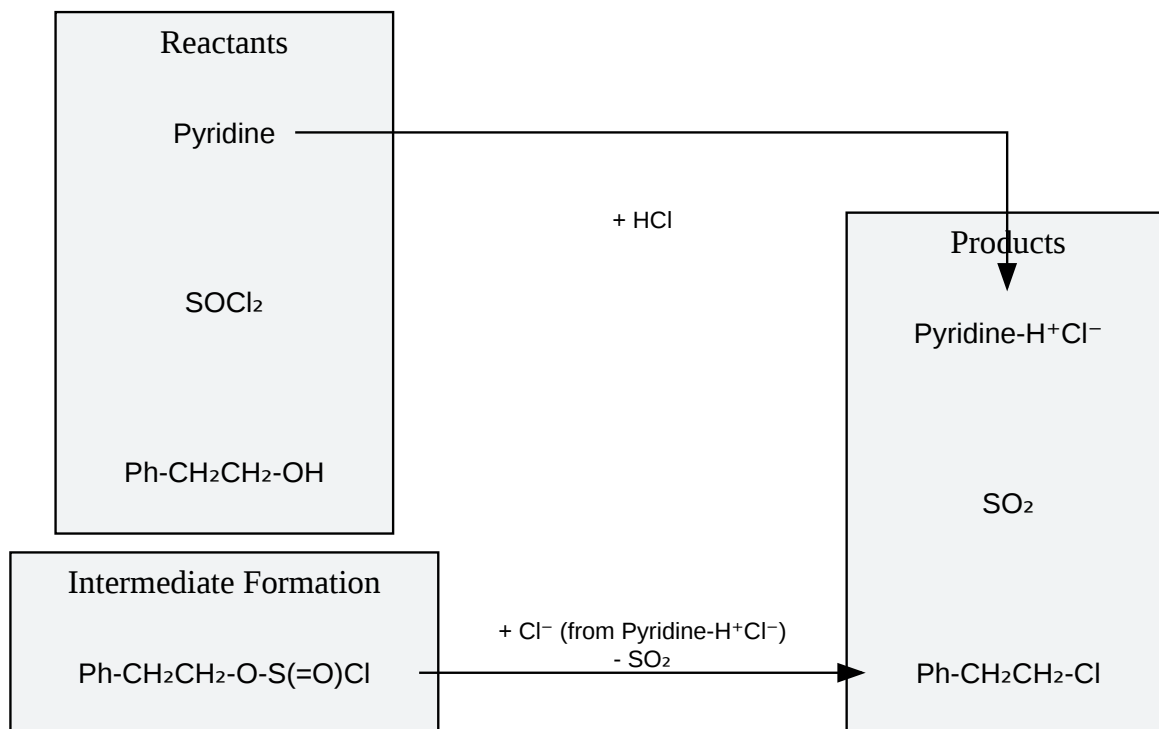 Reactants
Pyridine
+ HCl
SOCl₂
Ph-CH₂CH₂-OH
Products
Pyridine-H⁺Cl⁻
SO₂
Intermediate Formation
Ph-CH₂CH₂-O-S(=O)Cl
+ Cl⁻ (from Pyridine-H⁺Cl⁻)
- SO₂
Ph-CH₂CH₂-Cl